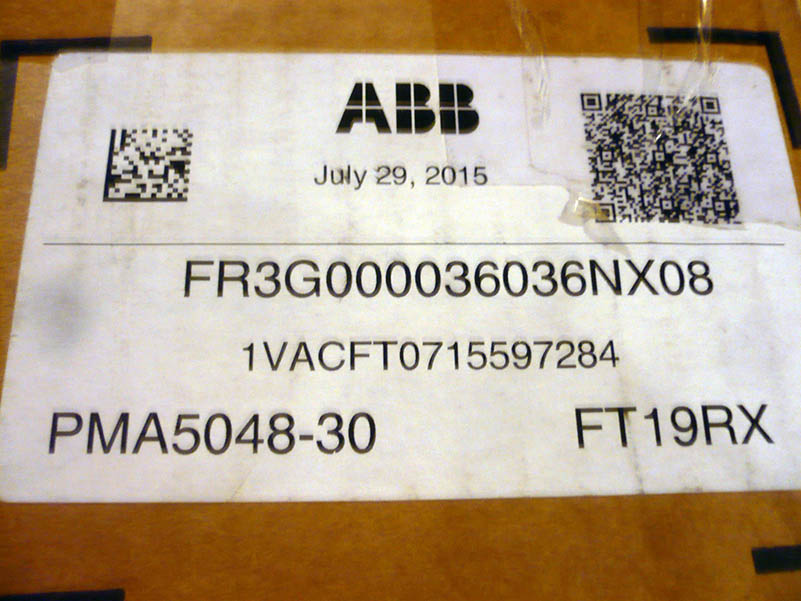 ABB
July 29, 2015
FR3G000036036NX08
1VACFT0715597284
PMA5048-30 FT19RX